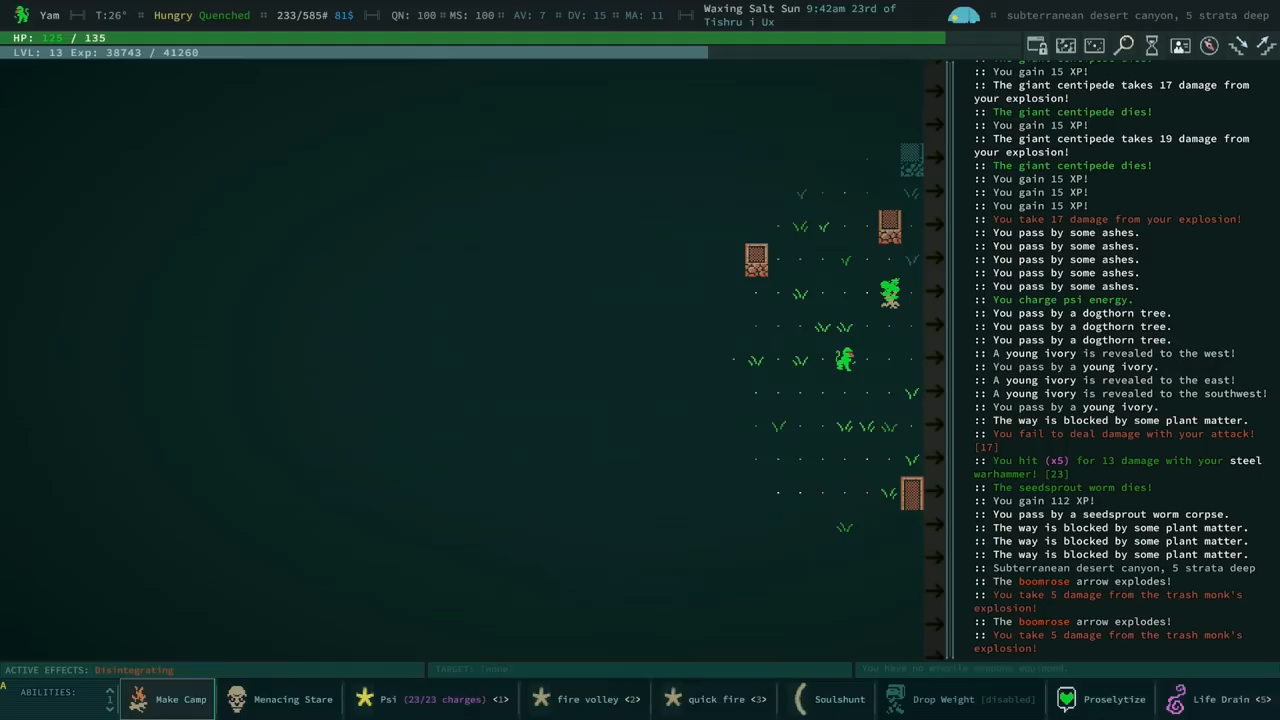 Yam T:26° Hungry Quenched 233/585# 81$ QN: 100 MS: 100 AV: 7 DV: 15 MA: 11 Waxing Salt Sun 9:42am 23rd of
Tishru i Ux
subterranean desert canyon, 5 strata deep
HP: 125 / 135
LVL: 13 Exp: 38743 / 41260
:: You gain 15 XP!
:: The giant centipede takes 17 damage from
your explosion!
:: The giant centipede dies!
:: You gain 15 XP!
:: The giant centipede takes 19 damage from
your explosion!
:: The giant centipede dies!
:: You gain 15 XP!
:: You gain 15 XP!
:: You gain 15 XP!
:: You take 17 damage from your explosion!
:: You pass by some ashes.
:: You pass by some ashes.
:: You pass by some ashes.
:: You pass by some ashes.
:: You pass by some ashes.
:: You charge psi energy.
:: You pass by a dogthorn tree.
:: You pass by a dogthorn tree.
:: You pass by a dogthorn tree.
:: A young ivory is revealed to the west!
:: You pass by a young ivory.
:: A young ivory is revealed to the east!
:: A young ivory is revealed to the southwest!
:: You pass by a young ivory.
:: The way is blocked by some plant matter.
:: You fail to deal damage with your attack!
[17]
:: You hit (x5) for 13 damage with your steel
warhammer! [23]
:: The seedsprout worm dies!
:: You gain 112 XP!
:: You pass by a seedsprout worm corpse.
:: The way is blocked by some plant matter.
:: The way is blocked by some plant matter.
:: The way is blocked by some plant matter.
:: Subterranean desert canyon, 5 strata deep
:: The boomrose arrow explodes!
:: You take 5 damage from the trash monk's
explosion!
:: The boomrose arrow explodes!
:: You take 5 damage from the trash monk's
explosion!
ACTIVE EFFECTS: Disintegrating
TARGET: [none]
You have no missile weapons equipped.
A
ABILITIES: 1 Make Camp Menacing Stare Psi (23/23 charges) <1> fire volley <2> quick fire <3> Soulshunt Drop Weight [disabled] Proselytize Life Drain <5>